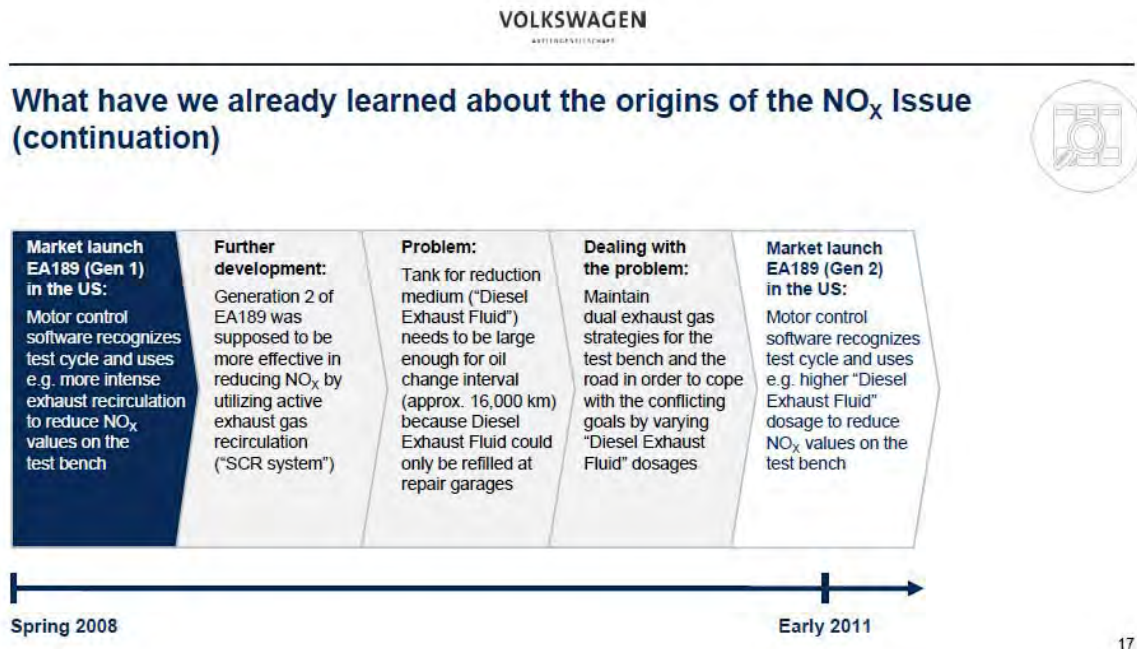 VOLKSWAGEN
AKTIENGESELLSCHAFT
What have we already learned about the origins of the NOX Issue
(continuation)
Market launch
EA189 (Gen 1)
in the US:
Motor control
software recognizes
test cycle and uses
e.g. more intense
exhaust recirculation
to reduce NOX
values on the
test bench
Further
development:
Generation 2 of
EA189 was
supposed to be
more effective in
reducing NOX by
utilizing active
exhaust gas
recirculation
("SCR system")
Problem:
Tank for reduction
medium ("Diesel
Exhaust Fluid")
needs to be large
enough for oil
change interval
(approx. 16,000 km)
because Diesel
Exhaust Fluid could
only be refilled at
repair garages
Dealing with
the problem:
Maintain
dual exhaust gas
strategies for the
test bench and the
road in order to cope
with the conflicting
goals by varying
"Diesel Exhaust
Fluid" dosages
Market launch
EA189 (Gen 2)
in the US:
Motor control
software recognizes
test cycle and uses
e.g. higher "Diesel
Exhaust Fluid"
dosage to reduce
NOX values on the
test bench
Spring 2008
Early 2011
17